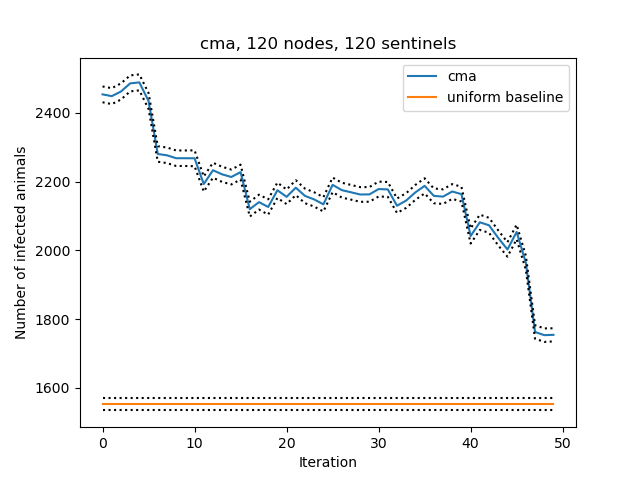 cma, 120 nodes, 120 sentinels
cma
uniform baseline
Number of infected animals
2400
2200
2000
1800
1600
0 10 20 30 40 50
Iteration